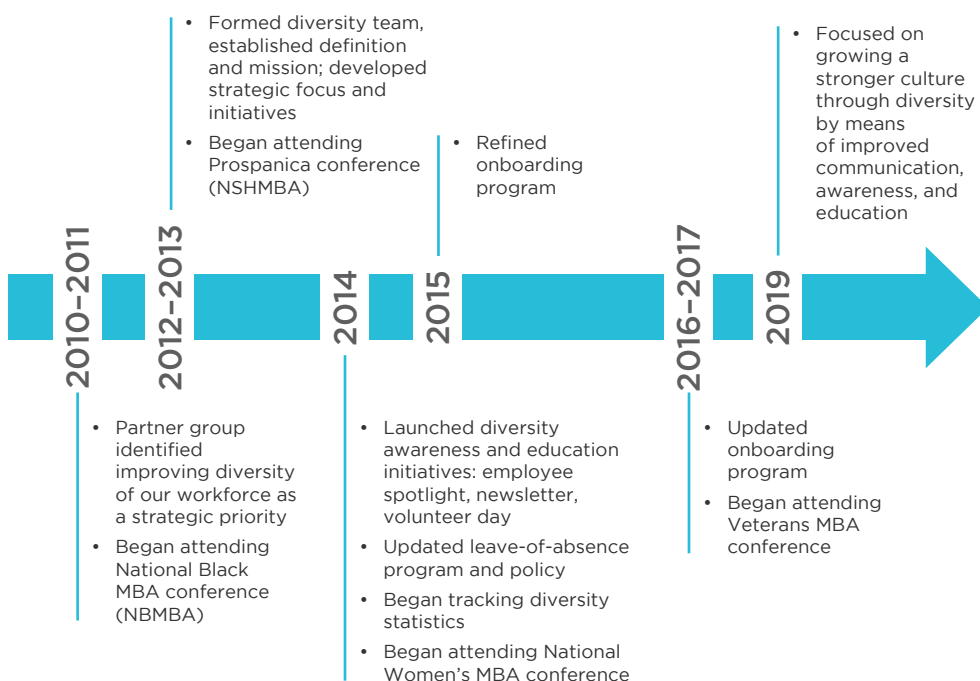 • Formed diversity team,
established definition
and mission; developed
strategic focus and
initiatives
• Began attending
Prospanica conference
(NSHMBA)
• Refined
onboarding
program
• Focused on
growing a
stronger culture
through diversity
by means
of improved
communication,
awareness, and
education
2010–2011
2012–2013
2014
2015
2016–2017
2019
• Partner group
identified
improving diversity
of our workforce as
a strategic priority
• Began attending
National Black
MBA conference
(NBMBA)
• Launched diversity
awareness and education
initiatives: employee
spotlight, newsletter,
volunteer day
• Updated leave-of-absence
program and policy
• Began tracking diversity
statistics
• Began attending National
Women’s MBA conference
• Updated
onboarding
program
• Began attending
Veterans MBA
conference